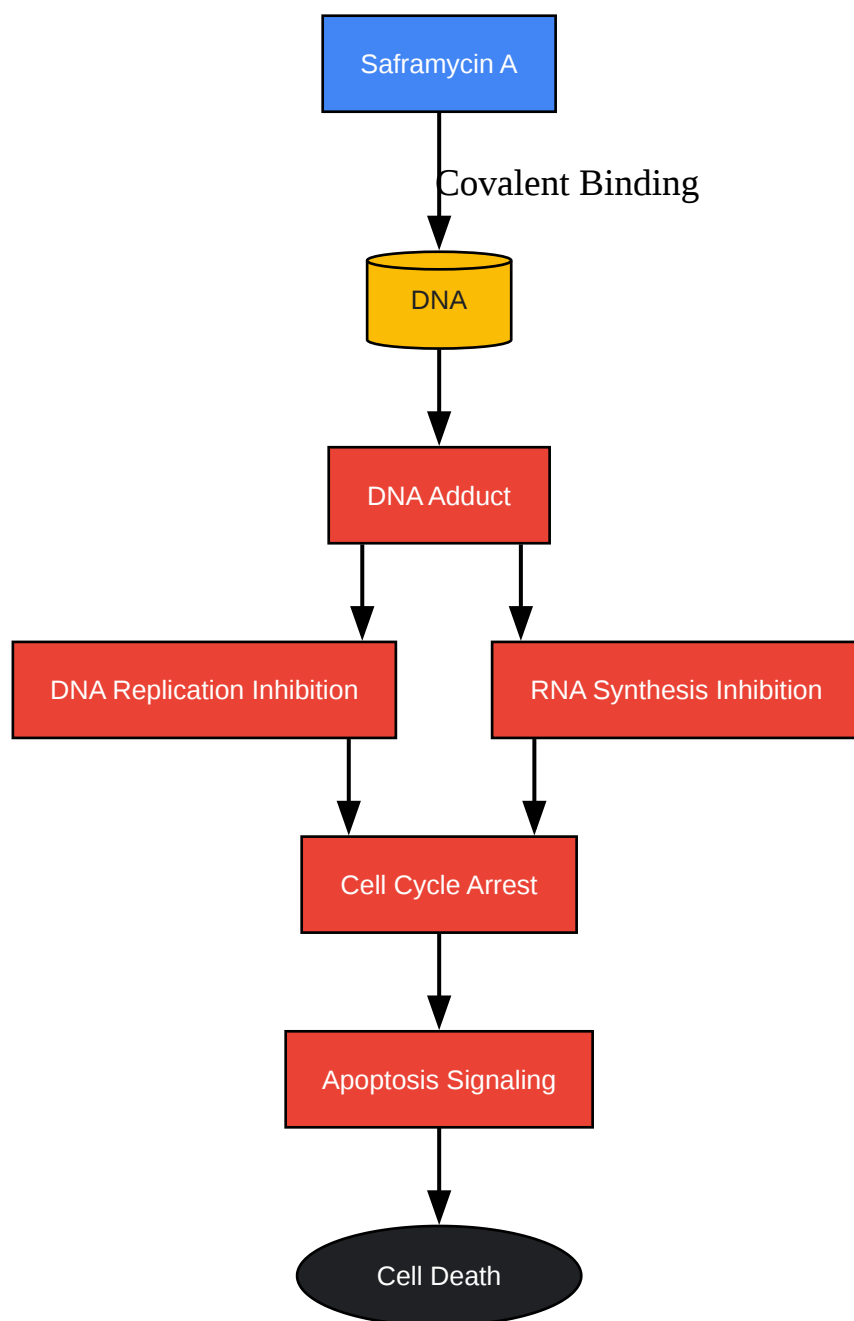 Saframycin A
Covalent Binding
DNA
DNA Adduct
DNA Replication Inhibition
RNA Synthesis Inhibition
Cell Cycle Arrest
Apoptosis Signaling
Cell Death